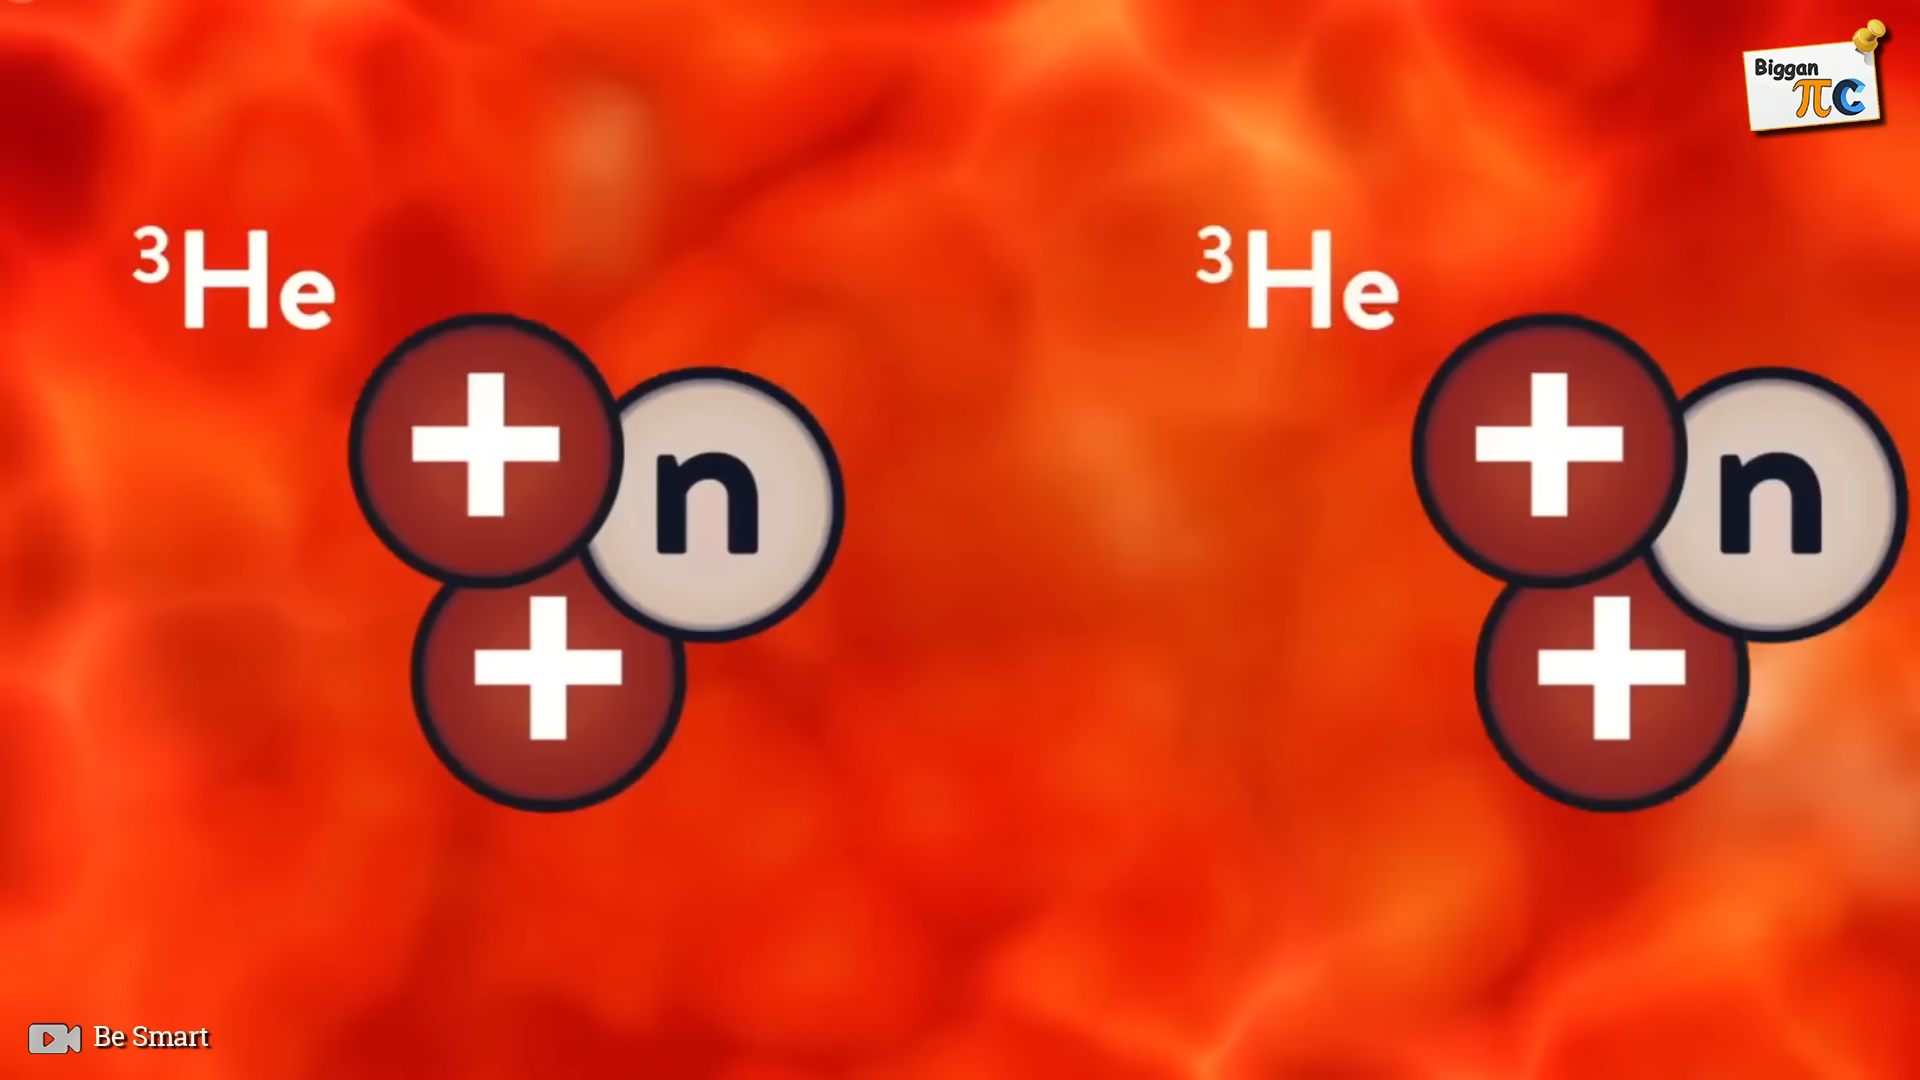 Biggan
πC
³He
³He
+
n
+
n
+
+
Be Smart